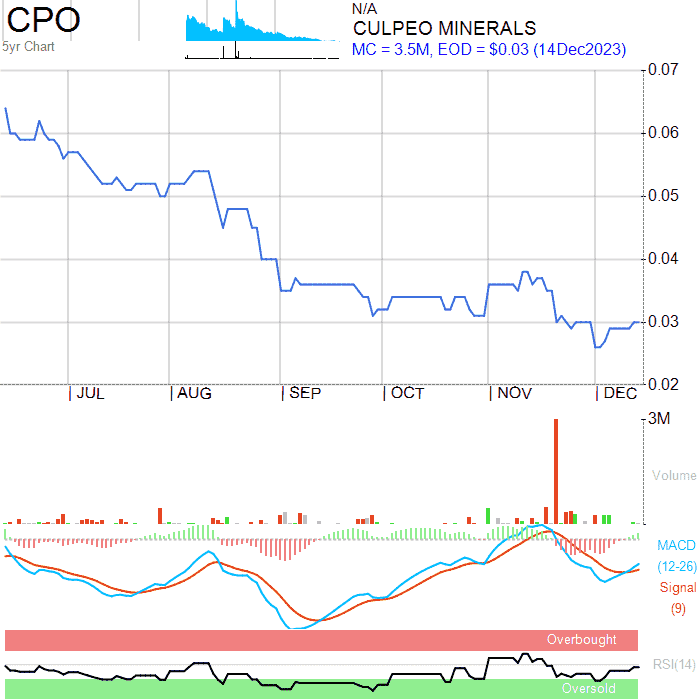 CPO
5yr Chart
N/A
CULPEO MINERALS
MC = 3.5M, EOD = $0.03 (14Dec2023)
0.07
0.06
0.05
0.04
0.03
0.02
JUL AUG SEP OCT NOV DEC
3M
Volume
MACD
(12-26)
Signal
(9)
Overbought
RSI(14)
Oversold